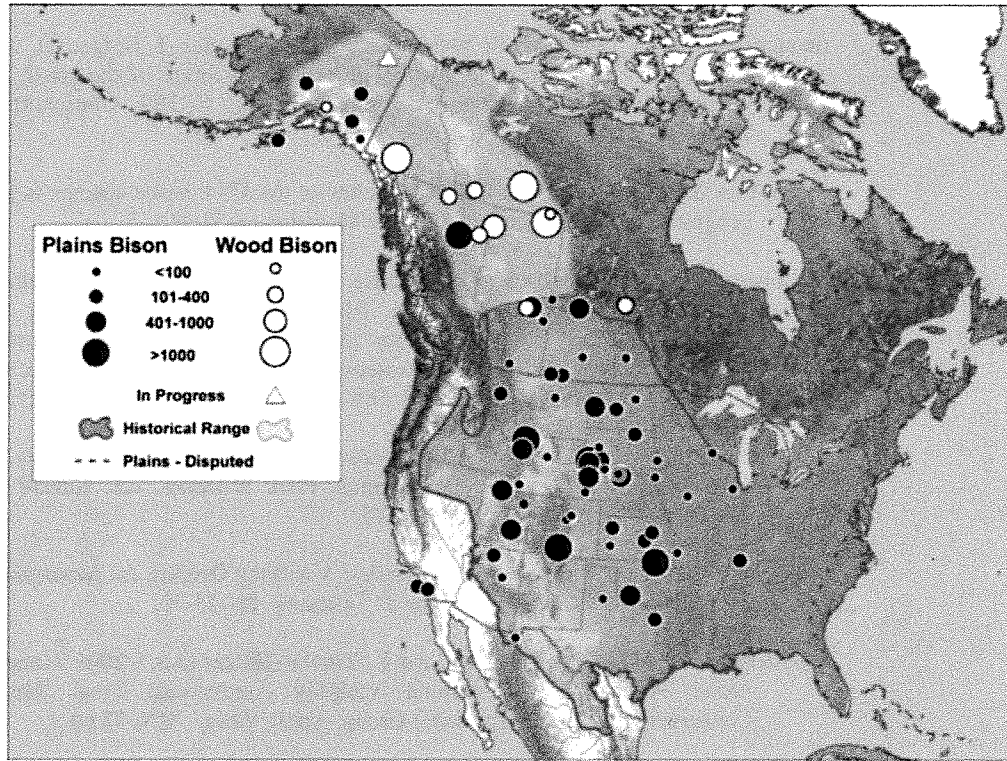 Plains Bison Wood Bison
<100
101-400
401-1000
>1000
In Progress
Historical Range
Plains - Disputed